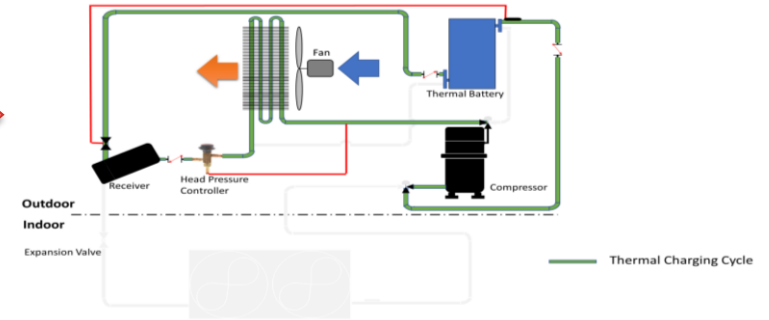 Fan
Thermal Battery
Receiver
Head Pressure
Controller
Compressor
Outdoor
Indoor
Expansion Valve
Thermal Charging Cycle